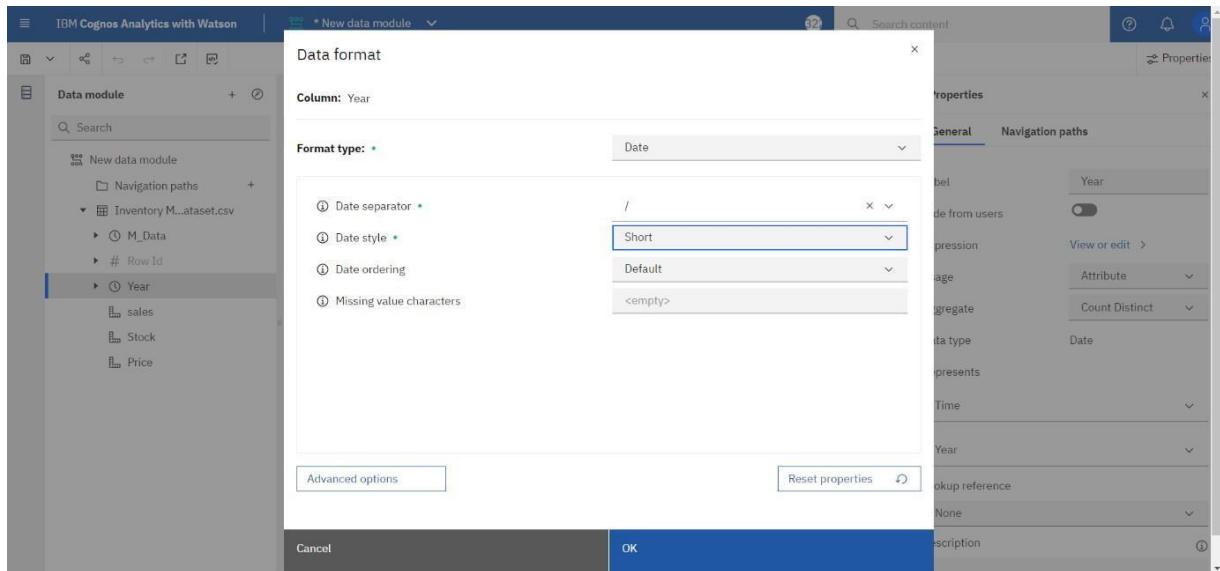 IBM Cognos Analytics with Watson
* New data module
Search content
Propertie
Data module
Search
New data module
Navigation paths
Inventory M...ataset.csv
M_Data
# Row Id
Year
sales
Stock
Price
Data format
Column: Year
Format type:
Date
Date separator
/
Date style
Short
Date ordering
Default
Missing value characters
<empty>
Advanced options
Reset properties
Cancel
OK
roperties
General Navigation paths
bel
Year
de from users
pression
View or edit
age
Attribute
gregate
Count Distinct
ta type
Date
presents
Time
Year
okup reference
None
scription